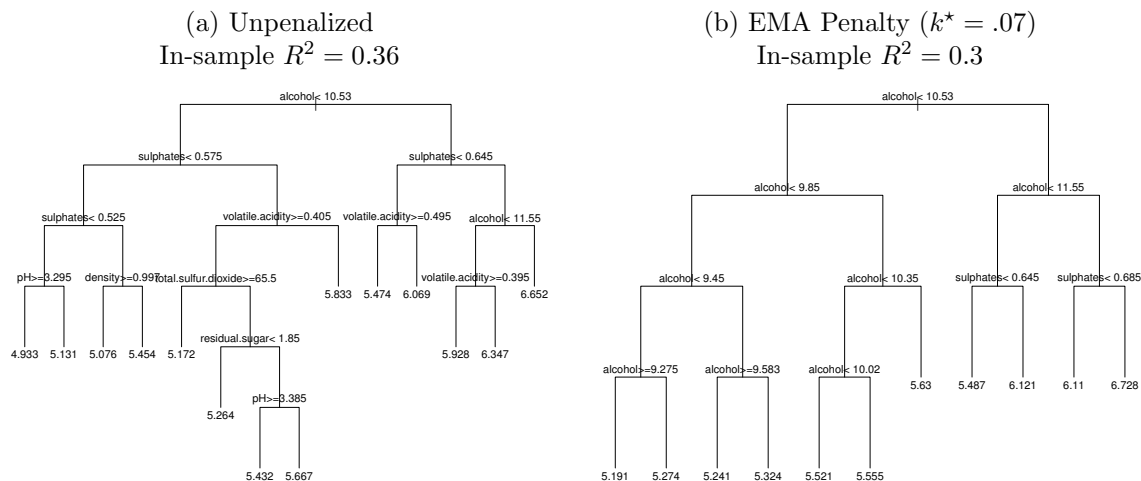 (a) Unpenalized
In-sample R² = 0.36
alcohol< 10.53
sulphates< 0.575
sulphates< 0.645
sulphates< 0.525
volatile.acidity>=0.405
volatile.acidity>=0.495
alcohol< 11.55
pH>=3.295
density>=0.997
total.sulfur.dioxide>=65.5
5.833
5.474
6.069
volatile.acidity>=0.395
6.652
4.933
5.131
5.076
5.454
5.172
residual.sugar< 1.85
5.928
6.347
5.264
pH>=3.385
5.432
5.667
(b) EMA Penalty (k⋆ = .07)
In-sample R² = 0.3
alcohol< 10.53
alcohol< 9.85
alcohol< 11.55
alcohol< 9.45
alcohol< 10.35
sulphates< 0.645
sulphates< 0.685
alcohol>=9.275
alcohol>=9.583
alcohol< 10.02
5.63
5.487
6.121
6.11
6.728
5.191
5.274
5.241
5.324
5.521
5.555